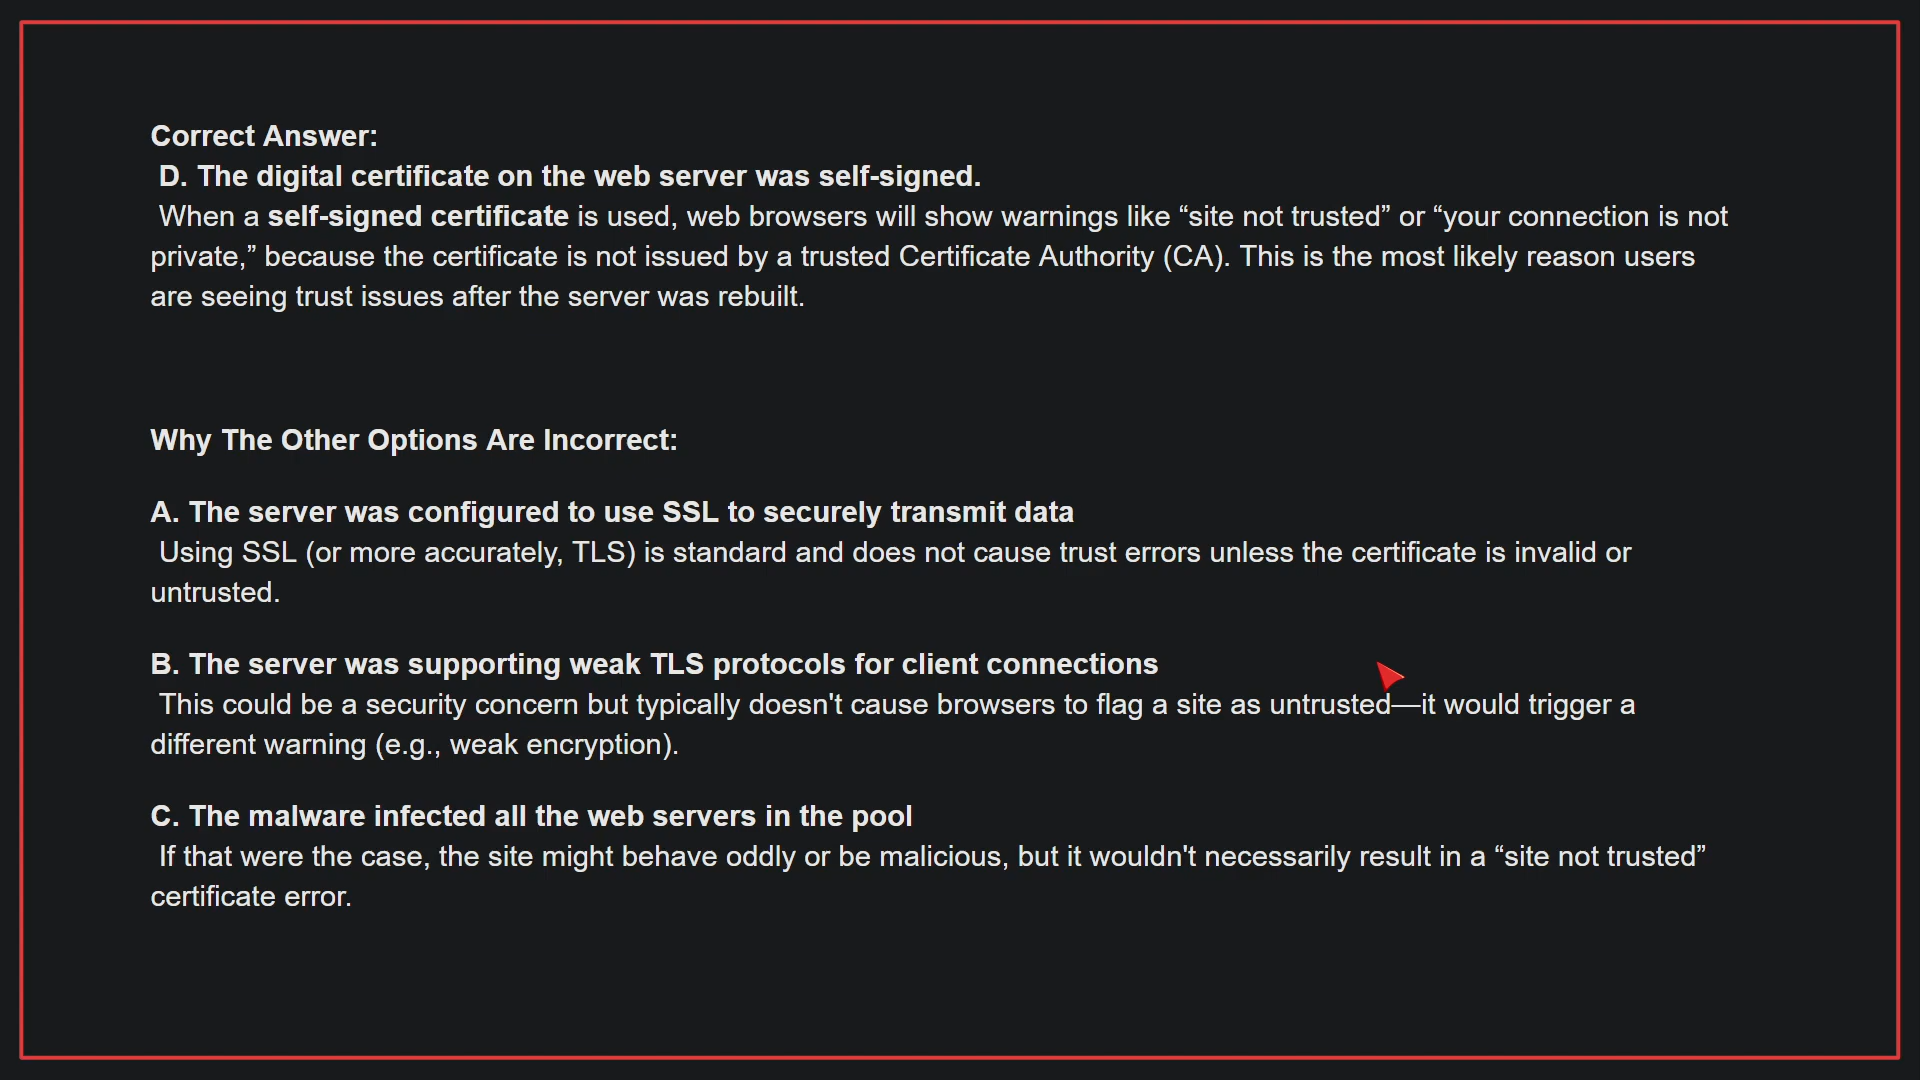 Correct Answer:
D. The digital certificate on the web server was self-signed.
When a self-signed certificate is used, web browsers will show warnings like “site not trusted” or “your connection is not
private,” because the certificate is not issued by a trusted Certificate Authority (CA). This is the most likely reason users
are seeing trust issues after the server was rebuilt.
Why The Other Options Are Incorrect:
A. The server was configured to use SSL to securely transmit data
Using SSL (or more accurately, TLS) is standard and does not cause trust errors unless the certificate is invalid or
untrusted.
B. The server was supporting weak TLS protocols for client connections
This could be a security concern but typically doesn't cause browsers to flag a site as untrusted—it would trigger a
different warning (e.g., weak encryption).
C. The malware infected all the web servers in the pool
If that were the case, the site might behave oddly or be malicious, but it wouldn't necessarily result in a “site not trusted”
certificate error.